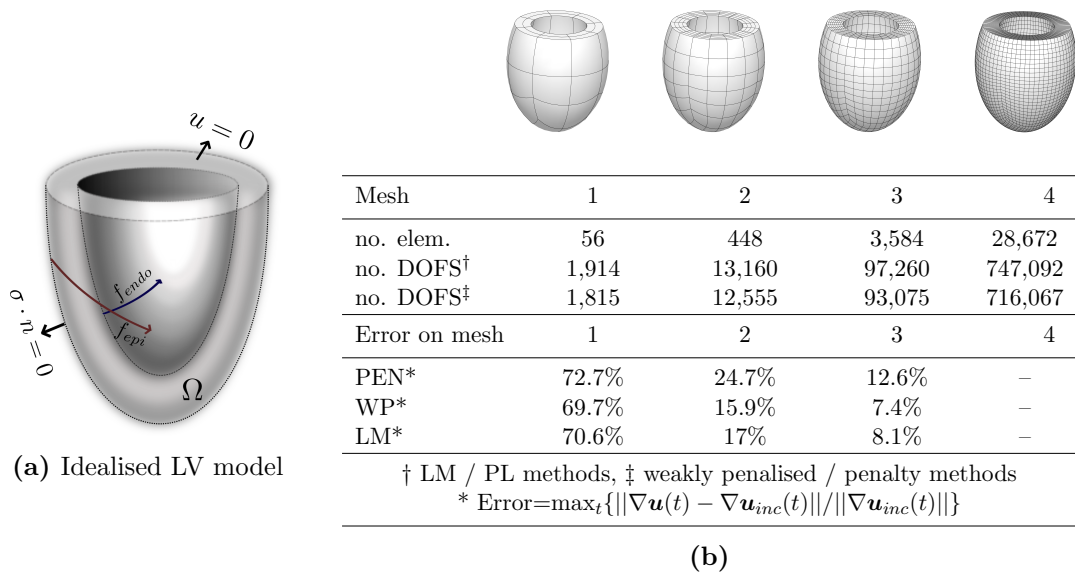 u = 0
f_endo
f_epi
σ · n = 0
Ω
(a) Idealised LV model
Mesh 1 2 3 4
no. elem. 56 448 3,584 28,672
no. DOFS† 1,914 13,160 97,260 747,092
no. DOFS‡ 1,815 12,555 93,075 716,067
Error on mesh 1 2 3 4
PEN* 72.7% 24.7% 12.6% –
WP* 69.7% 15.9% 7.4% –
LM* 70.6% 17% 8.1% –
† LM / PL methods, ‡ weakly penalised / penalty methods
* Error=max_t{||∇u(t) − ∇u_inc(t)||/||∇u_inc(t)||}
(b)